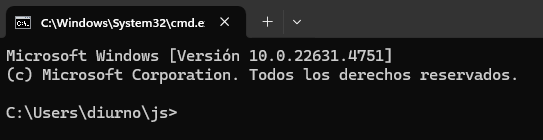 C:\Windows\System32\cmd.e
Microsoft Windows [Versión 10.0.22631.4751]
(c) Microsoft Corporation. Todos los derechos reservados.
C:\Users\diurno\js>